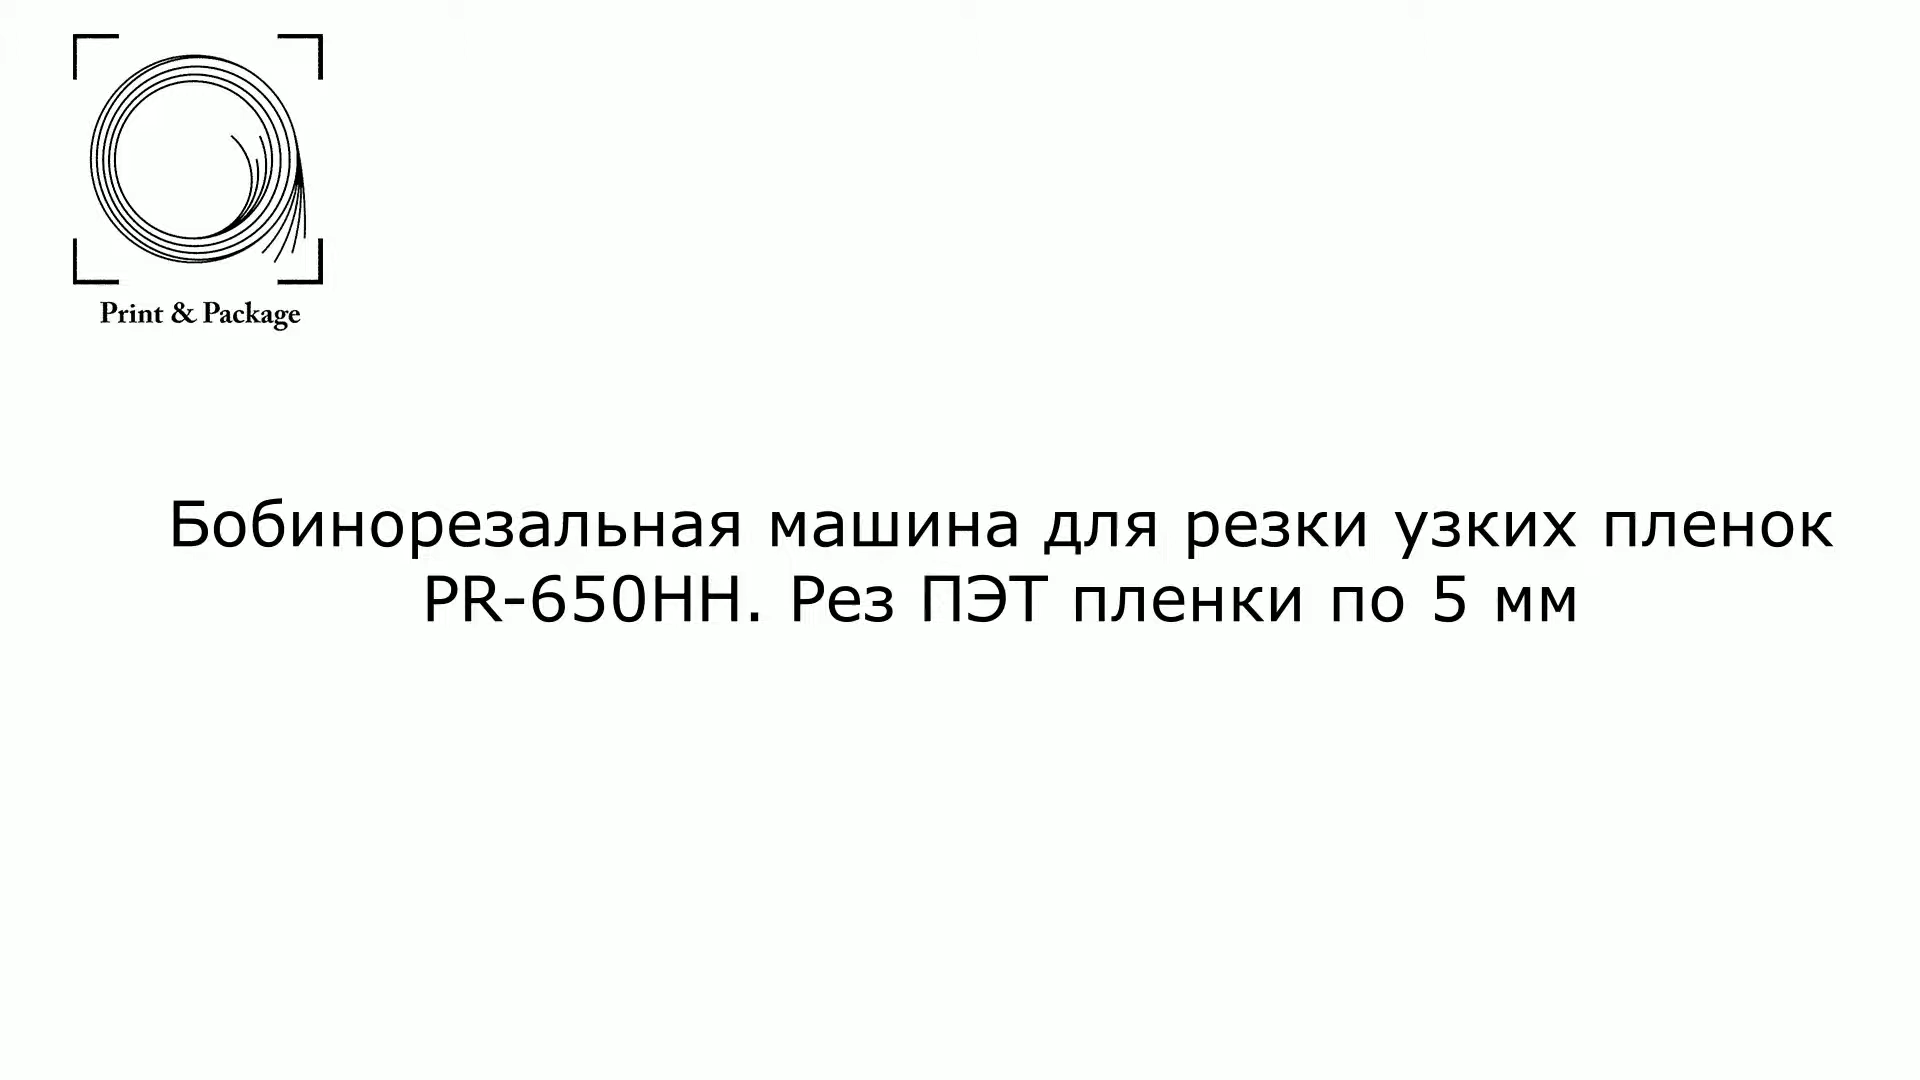 Print & Package
Бобинорезальная машина для резки узких пленок
PR-650HH. Рез ПЭТ пленки по 5 мм